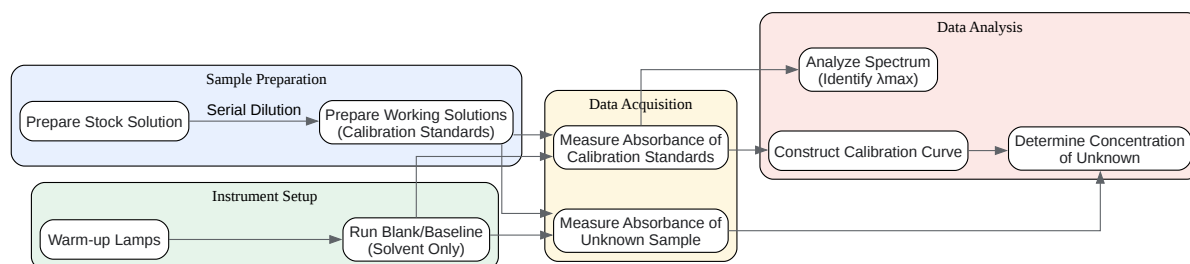 Data Analysis
Analyze Spectrum
(Identify λmax)
Sample Preparation
Prepare Stock Solution
Serial Dilution
Prepare Working Solutions
(Calibration Standards)
Data Acquisition
Measure Absorbance of
Calibration Standards
Construct Calibration Curve
Determine Concentration
of Unknown
Instrument Setup
Warm-up Lamps
Run Blank/Baseline
(Solvent Only)
Measure Absorbance of
Unknown Sample